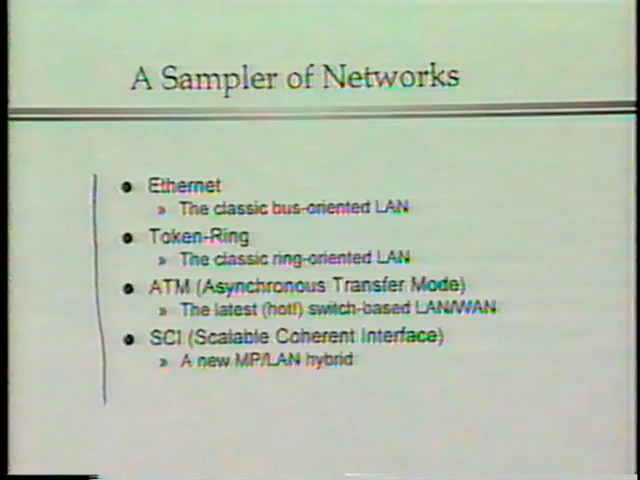 A Sampler of Networks
● Ethernet
» The classic bus-oriented LAN
● Token-Ring
» The classic ring-oriented LAN
● ATM (Asynchronous Transfer Mode)
» The latest (hot!) switch-based LAN/WAN
● SCI (Scalable Coherent Interface)
» A new MP/LAN hybrid